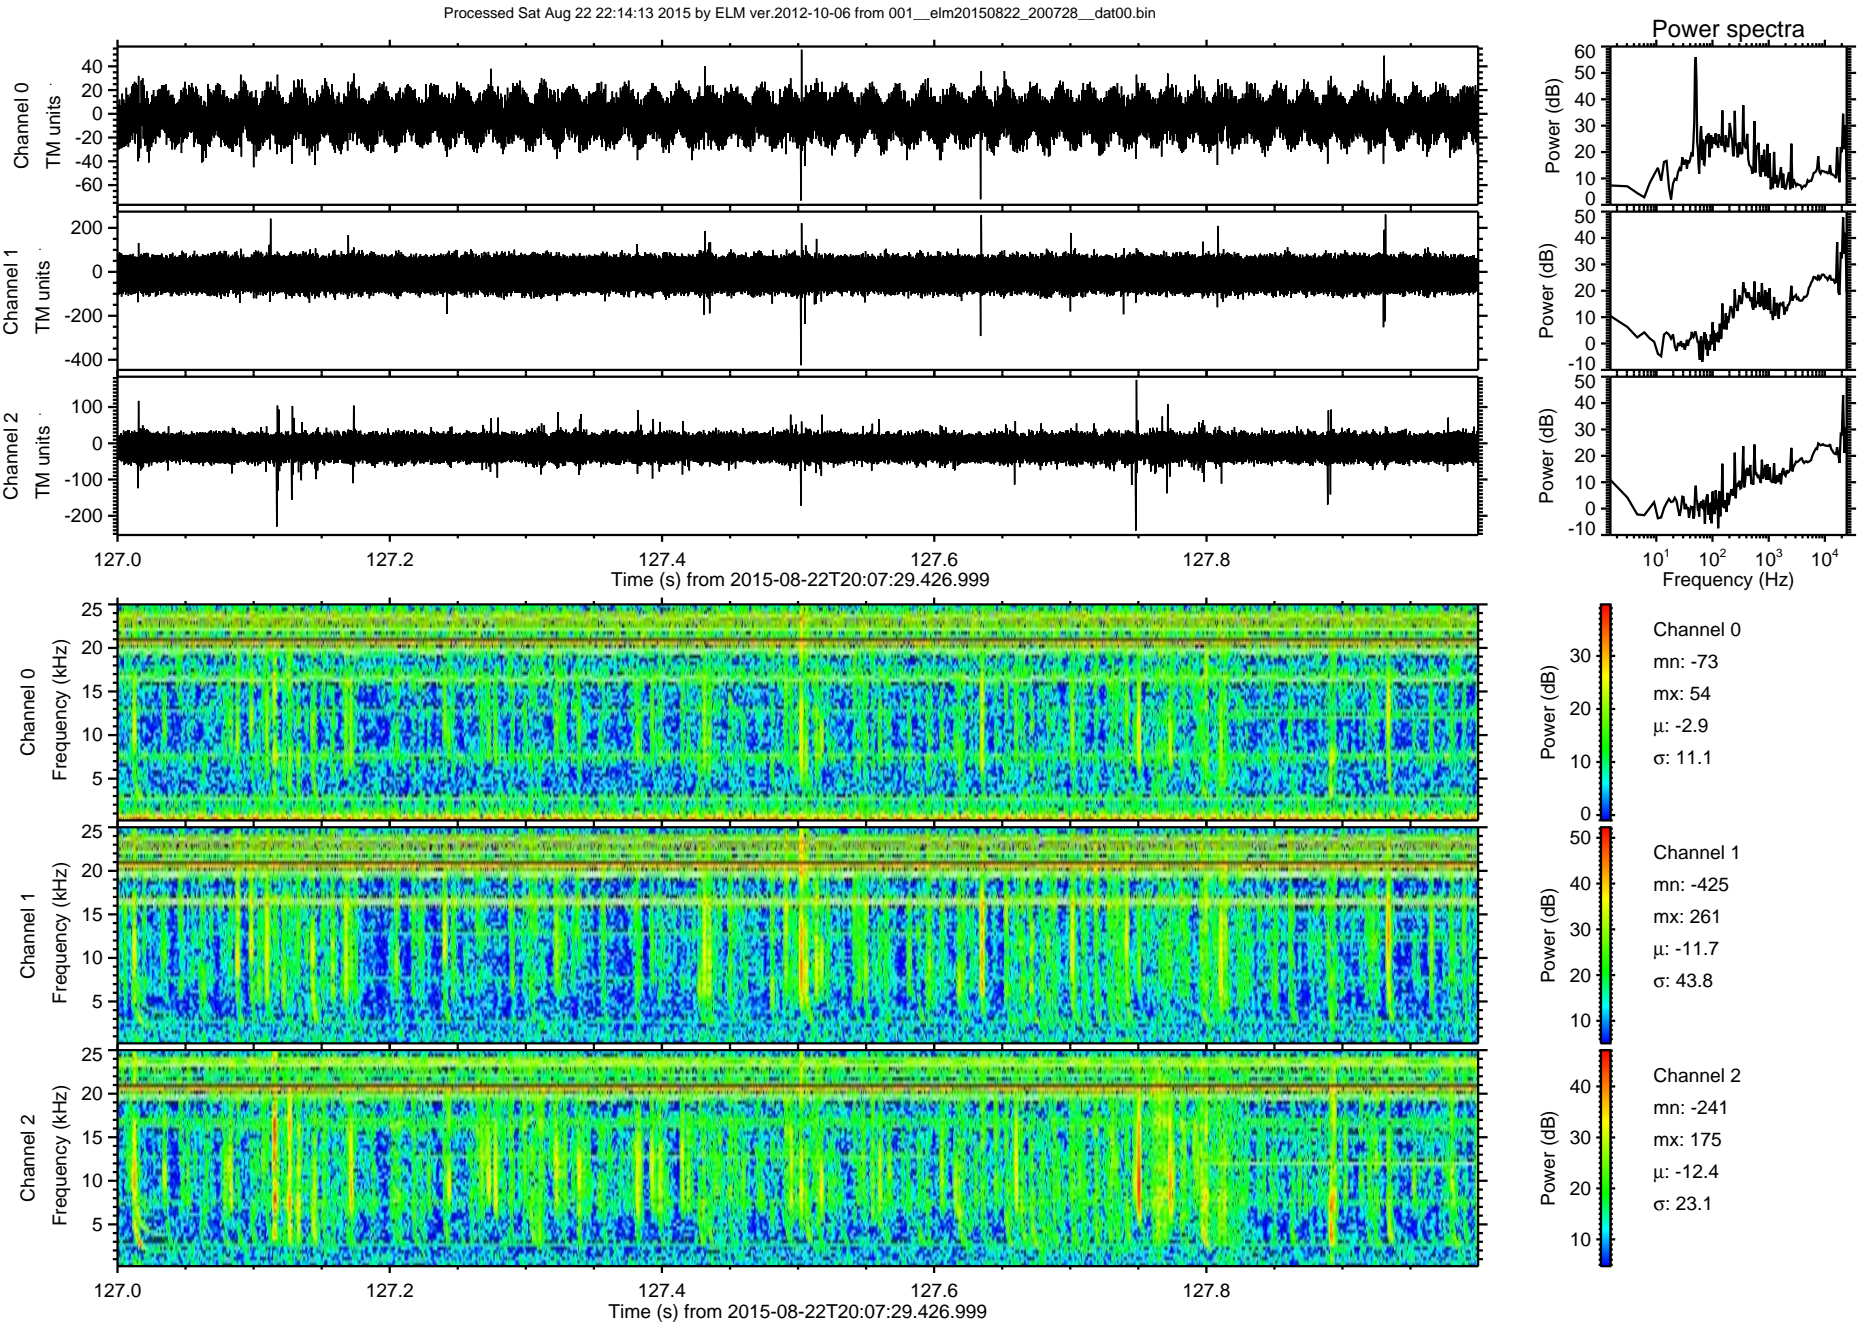 Processed Sat Aug 22 22:14:13 2015 by ELM ver.2012-10-06 from 001__elm20150822_200728__dat00.bin
Power spectra
Channel 0
TM units
40
20
0
-20
-40
-60
Power (dB)
60
50
40
30
20
10
0
Channel 1
TM units
200
0
-200
-400
Power (dB)
50
40
30
20
10
0
-10
Channel 2
TM units
100
0
-100
-200
Power (dB)
50
40
30
20
10
0
-10
127.0 127.2 127.4 127.6 127.8
Time (s) from 2015-08-22T20:07:29.426.999
10^1 10^2 10^3 10^4
Frequency (Hz)
Channel 0
Frequency (kHz)
25
20
15
10
5
Power (dB)
30
20
10
0
Channel 0
mn: -73
mx: 54
μ: -2.9
σ: 11.1
Channel 1
Frequency (kHz)
25
20
15
10
5
Power (dB)
50
40
30
20
10
Channel 1
mn: -425
mx: 261
μ: -11.7
σ: 43.8
Channel 2
Frequency (kHz)
25
20
15
10
5
Power (dB)
40
30
20
10
Channel 2
mn: -241
mx: 175
μ: -12.4
σ: 23.1
127.0 127.2 127.4 127.6 127.8
Time (s) from 2015-08-22T20:07:29.426.999